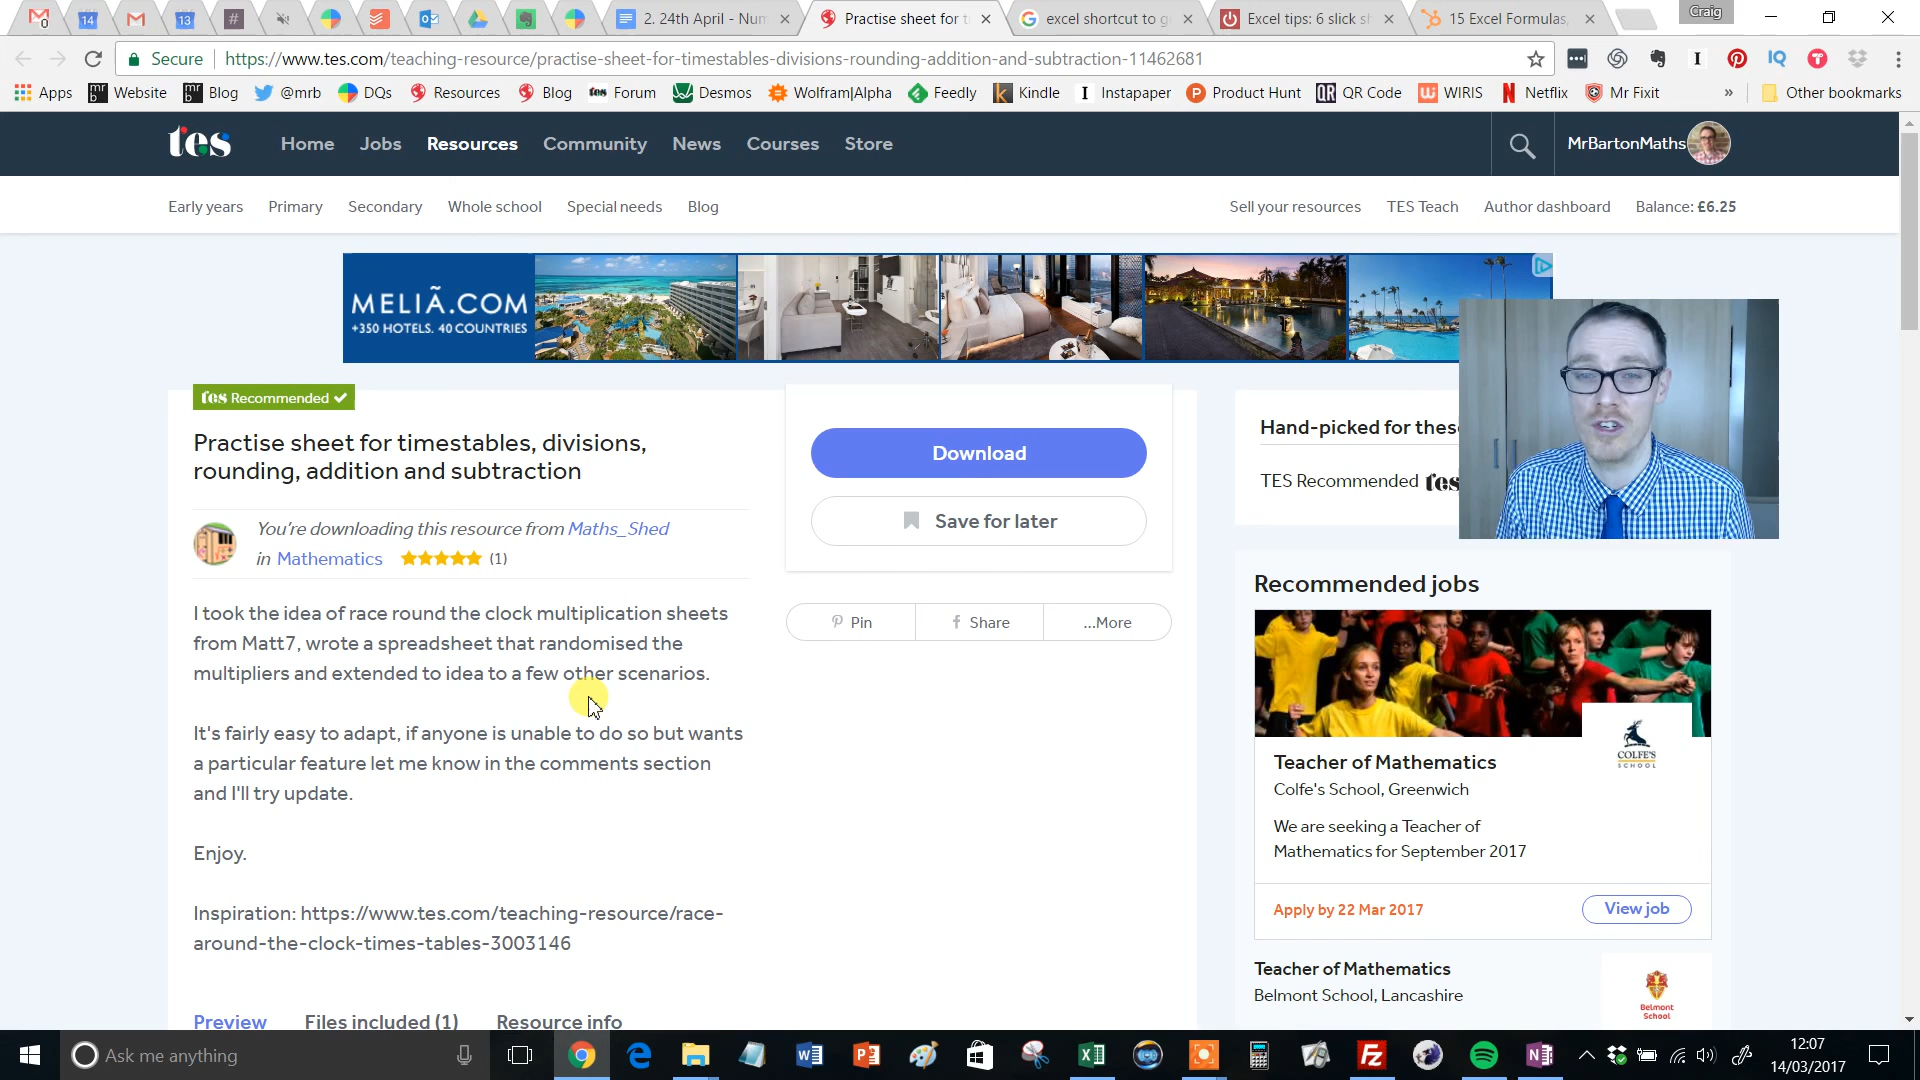 2. 24th April - Num
Practise sheet for t
excel shortcut to g
Excel tips: 6 slick s
15 Excel Formulas,
Craig
Secure
https://www.tes.com/teaching-resource/practise-sheet-for-timestables-divisions-rounding-addition-and-subtraction-11462681
Apps
Website
Blog
@mrb
DQs
Resources
Blog
Forum
Desmos
Wolfram|Alpha
Feedly
Kindle
Instapaper
Product Hunt
QR Code
WIRIS
Netflix
Mr Fixit
»
Other bookmarks
tes
Home
Jobs
Resources
Community
News
Courses
Store
MrBartonMaths
Early years
Primary
Secondary
Whole school
Special needs
Blog
Sell your resources
TES Teach
Author dashboard
Balance: £6.25
MELIÃ.COM
+350 HOTELS. 40 COUNTRIES
tes Recommended
Practise sheet for timestables, divisions,
rounding, addition and subtraction
You're downloading this resource from Maths_Shed
in Mathematics (1)
I took the idea of race round the clock multiplication sheets
from Matt7, wrote a spreadsheet that randomised the
multipliers and extended to idea to a few other scenarios.
It's fairly easy to adapt, if anyone is unable to do so but wants
a particular feature let me know in the comments section
and I'll try update.
Enjoy.
Inspiration: https://www.tes.com/teaching-resource/race-
around-the-clock-times-tables-3003146
Preview
Files included (1)
Resource info
Download
Save for later
Pin
Share
...More
Hand-picked for thes
TES Recommended tes
Recommended jobs
COLFE'S
SCHOOL
Teacher of Mathematics
Colfe's School, Greenwich
We are seeking a Teacher of
Mathematics for September 2017
Apply by 22 Mar 2017
View job
Teacher of Mathematics
Belmont School, Lancashire
Belmont
School
Ask me anything
12:07
14/03/2017